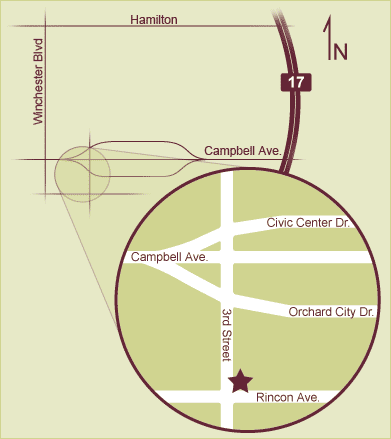 Hamilton
N
Winchester Blvd
17
Campbell Ave.
Civic Center Dr.
Campbell Ave.
Orchard City Dr.
3rd Street
Rincon Ave.